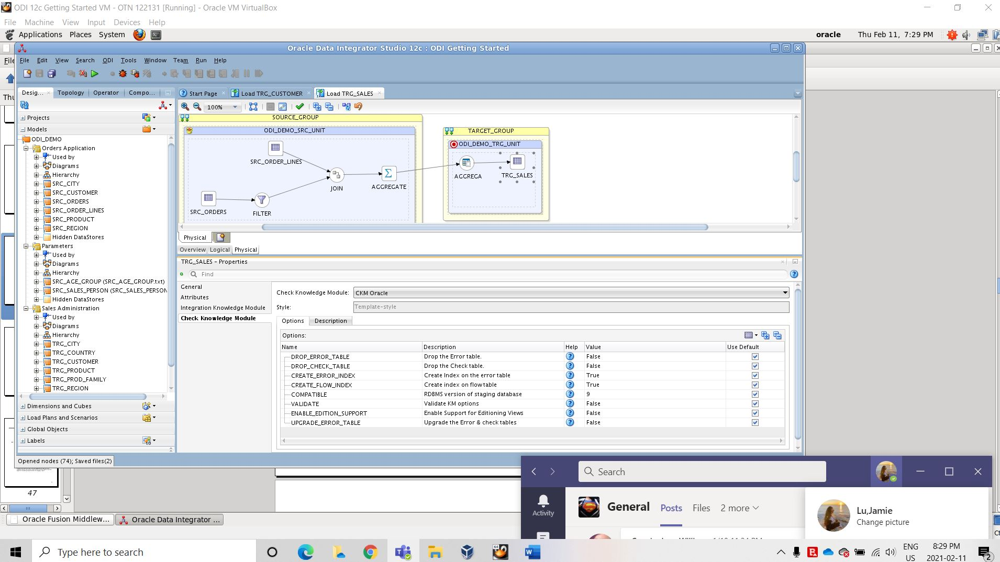 ODI 12c Getting Started VM - OTN 122131 [Running] - Oracle VM VirtualBox
File Machine View Input Devices Help
Applications Places System
oracle Thu Feb 11, 7:29 PM
Oracle Data Integrator Studio 12c : ODI Getting Started
File Edit View Search ODI Tools Window Team Run Help
Desig... Topology Operator Compo...
Start Page Load TRG_CUSTOMER Load TRG_SALES
100%
Projects
Models
ODI_DEMO
Orders Application
Used by
Diagrams
Hierarchy
SRC_CITY
SRC_CUSTOMER
SRC_ORDERS
SRC_ORDER_LINES
SRC_PRODUCT
SRC_REGION
Hidden DataStores
Parameters
Used by
Diagrams
Hierarchy
SRC_AGE_GROUP (SRC_AGE_GROUP.txt)
SRC_SALES_PERSON (SRC_SALES_PERSON
Hidden DataStores
Sales Administration
Used by
Diagrams
Hierarchy
TRG_CITY
TRG_COUNTRY
TRG_CUSTOMER
TRG_PRODUCT
TRG_PROD_FAMILY
TRG_REGION
Dimensions and Cubes
Load Plans and Scenarios
Global Objects
Labels
Opened nodes (74); Saved files(2)
SOURCE_GROUP
ODI_DEMO_SRC_UNIT
SRC_ORDER_LINES
JOIN
AGGREGATE
SRC_ORDERS
FILTER
TARGET_GROUP
ODI_DEMO_TRG_UNIT
AGGREGA
TRG_SALES
Physical
Overview Logical Physical
TRG_SALES - Properties
Find
General
Attributes
Integration Knowledge Module
Check Knowledge Module
Check Knowledge Module: CKM Oracle
Style: Template-style
Options Description
Options:
Name Description Help Value Use Default
DROP_ERROR_TABLE Drop the Error table. False
DROP_CHECK_TABLE Drop the Check table. False
CREATE_ERROR_INDEX Create Index on the error table True
CREATE_FLOW_INDEX Create index on flow table True
COMPATIBLE RDBMS version of staging database 9
VALIDATE Validate KM options False
ENABLE_EDITION_SUPPORT Enable Support for Editioning Views False
UPGRADE_ERROR_TABLE Upgrade the Error & check tables False
47
Oracle Fusion Middlew... Oracle Data Integrator ...
Search
Activity
General Posts Files 2 more
Lu,Jamie
Change picture
Type here to search
ENG
US
8:29 PM
2021-02-11
2